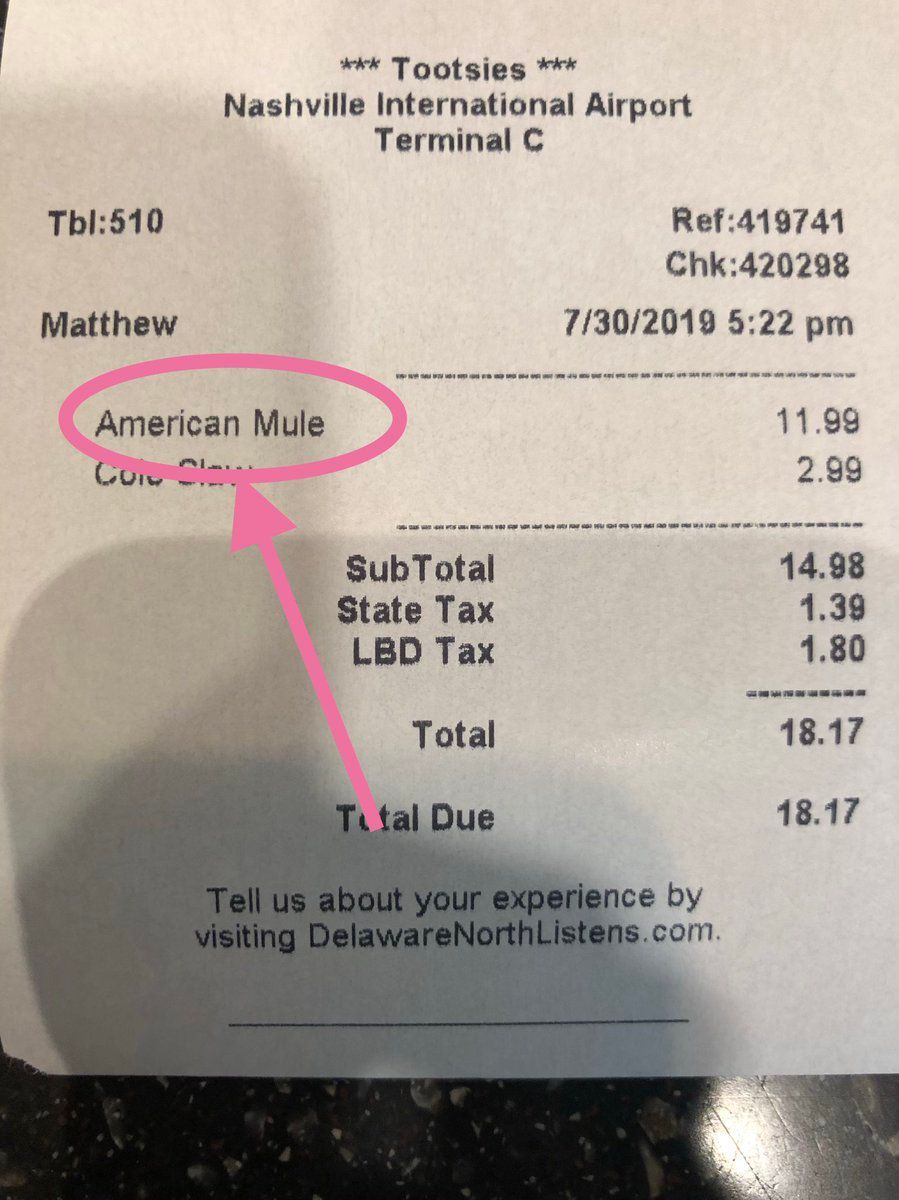 *** Tootsies ***
Nashville International Airport
Terminal C
Tbl:510 Ref:419741
Chk:420298
Matthew 7/30/2019 5:22 pm
American Mule 11.99
Cole Slaw 2.99
SubTotal 14.98
State Tax 1.39
LBD Tax 1.80
Total 18.17
Total Due 18.17
Tell us about your experience by
visiting DelawareNorthListens.com.